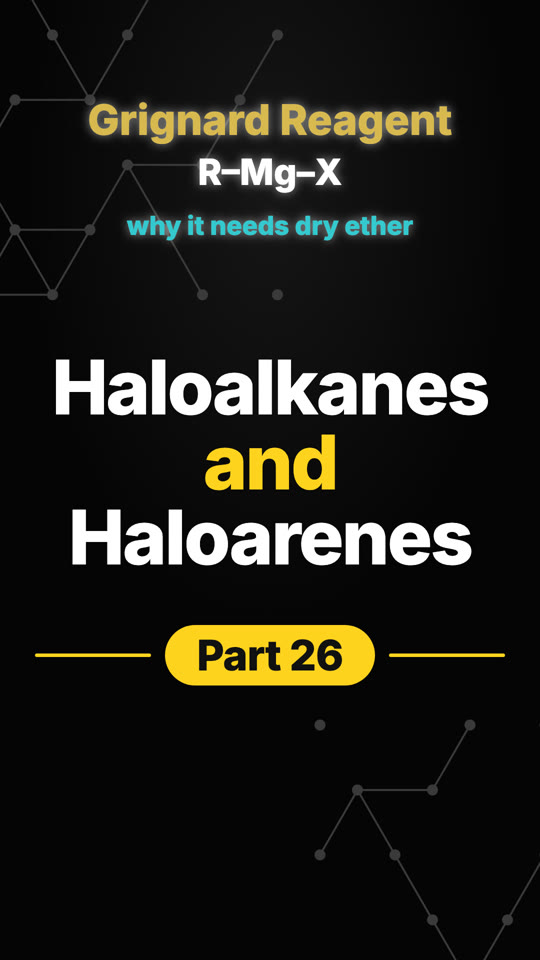 Grignard Reagent
R–Mg–X
why it needs dry ether
Haloalkanes
and
Haloarenes
Part 26